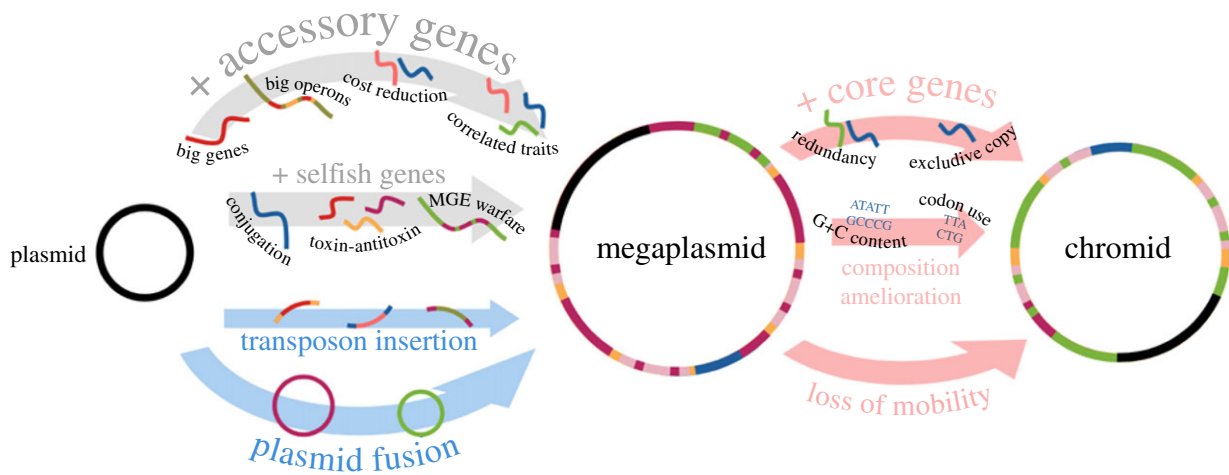 + accessory genes
big genes
big operons
cost reduction
correlated traits
+ selfish genes
conjugation
toxin-antitoxin
MGE warfare
plasmid
transposon insertion
plasmid fusion
megaplasmid
+ core genes
redundancy
excludive copy
ATATT
GCCCG
G+C content
codon use
TTA
CTG
composition
amelioration
loss of mobility
chromid